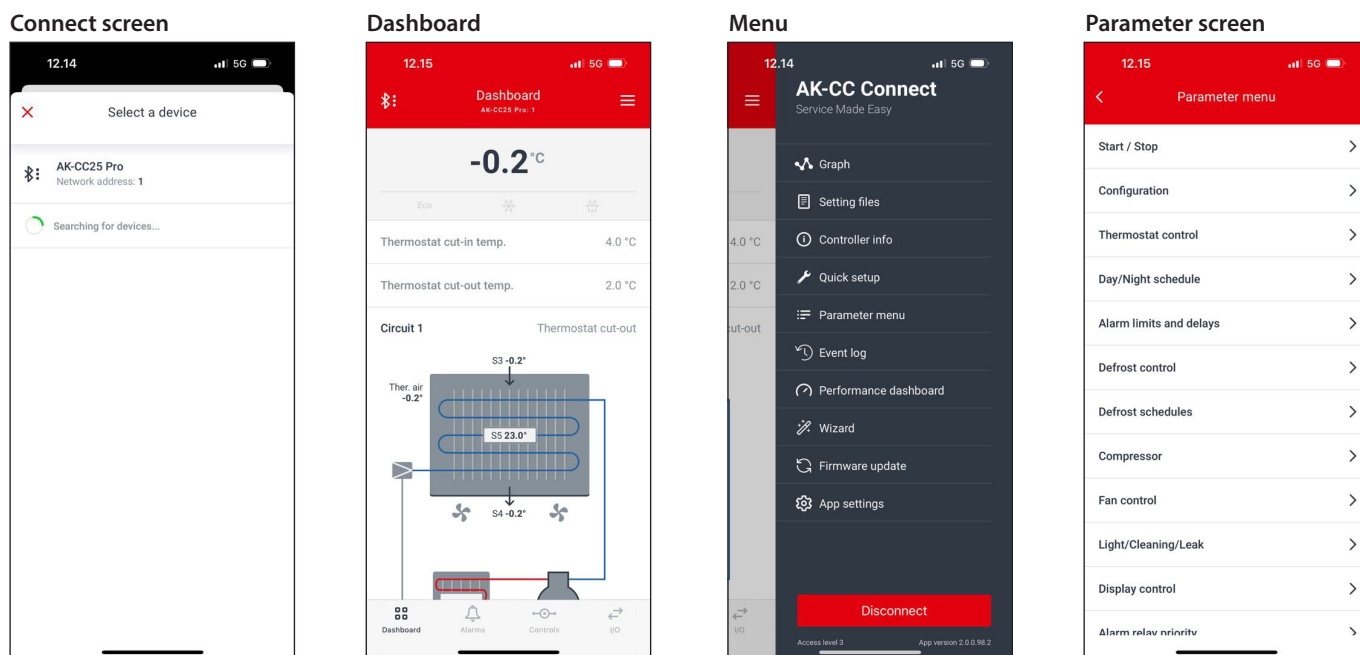 Connect screen
12.14
5G
Select a device
AK-CC25 Pro
Network address: 1
Searching for devices...
Dashboard
12.15
5G
Dashboard
AK-CC25 Pro: 1
-0.2°C
Eco
Thermostat cut-in temp. 4.0 °C
Thermostat cut-out temp. 2.0 °C
Circuit 1 Thermostat cut-out
S3 -0.2°
Ther. air
-0.2°
S5 23.0°
S4 -0.2°
Dashboard Alarms Controls I/O
Menu
12.14
5G
AK-CC Connect
Service Made Easy
4.0 °C
2.0 °C
cut-out
I/O
Graph
Setting files
Controller info
Quick setup
Parameter menu
Event log
Performance dashboard
Wizard
Firmware update
App settings
Disconnect
Access level 3 App version 2.0.0.98.2
Parameter screen
12.15
5G
Parameter menu
Start / Stop
Configuration
Thermostat control
Day/Night schedule
Alarm limits and delays
Defrost control
Defrost schedules
Compressor
Fan control
Light/Cleaning/Leak
Display control
Alarm relay priority